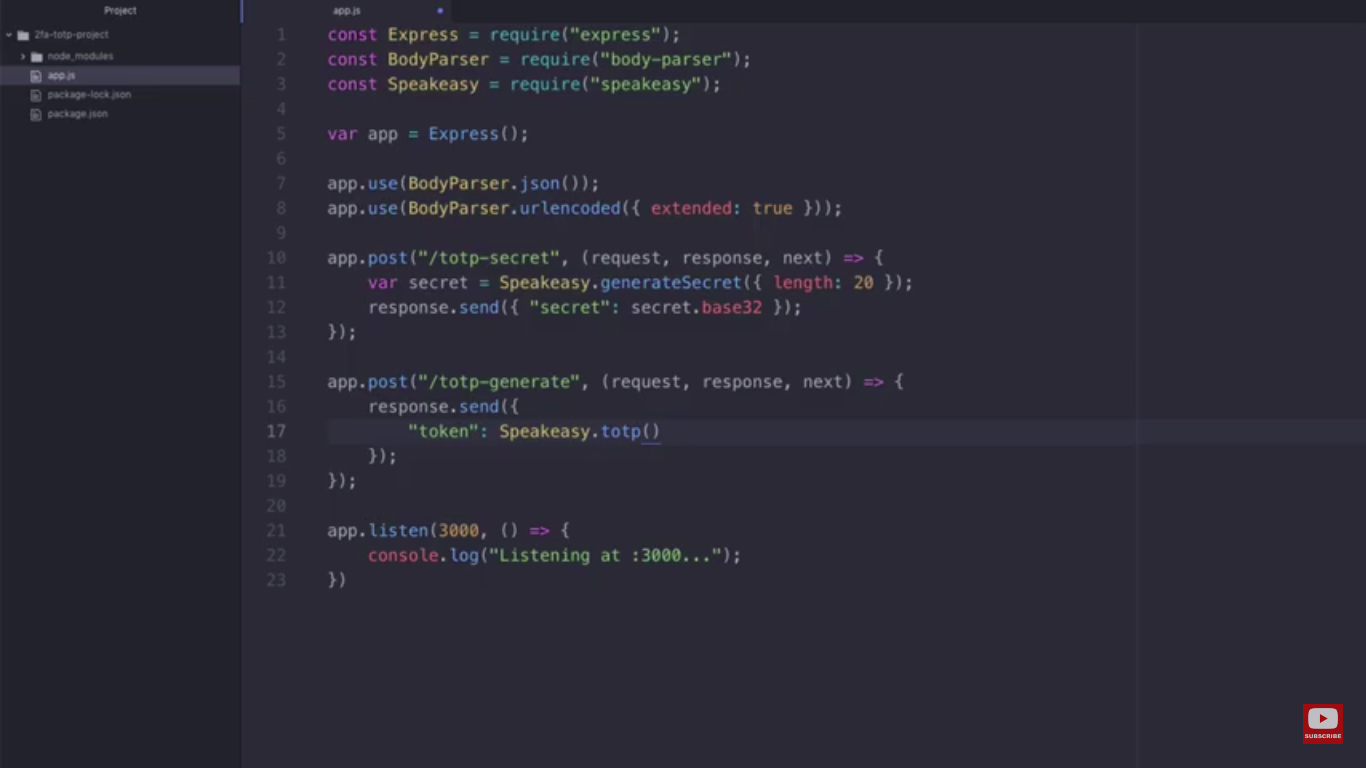 Project
2fa-totp-project
node_modules
app.js
package-lock.json
package.json
app.js
1 const Express = require("express");
2 const BodyParser = require("body-parser");
3 const Speakeasy = require("speakeasy");
4
5 var app = Express();
6
7 app.use(BodyParser.json());
8 app.use(BodyParser.urlencoded({ extended: true }));
9
10 app.post("/totp-secret", (request, response, next) => {
11     var secret = Speakeasy.generateSecret({ length: 20 });
12     response.send({ "secret": secret.base32 });
13 });
14
15 app.post("/totp-generate", (request, response, next) => {
16     response.send({
17         "token": Speakeasy.totp()
18     });
19 });
20
21 app.listen(3000, () => {
22     console.log("Listening at :3000...");
23 })
SUBSCRIBE